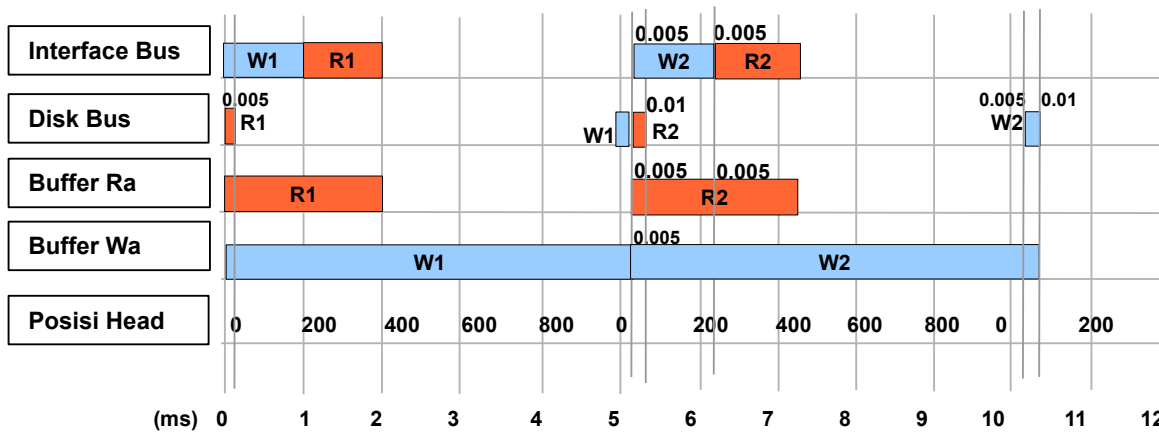 0.005 0.005
Interface Bus W1 R1 W2 R2
0.005 0.01 0.005 0.01
Disk Bus R1 W1 R2 W2
0.005 0.005
Buffer Ra R1 R2
0.005
Buffer Wa W1 W2
Posisi Head 0 200 400 600 800 0 200 400 600 800 0 200
(ms) 0 1 2 3 4 5 6 7 8 9 10 11 12